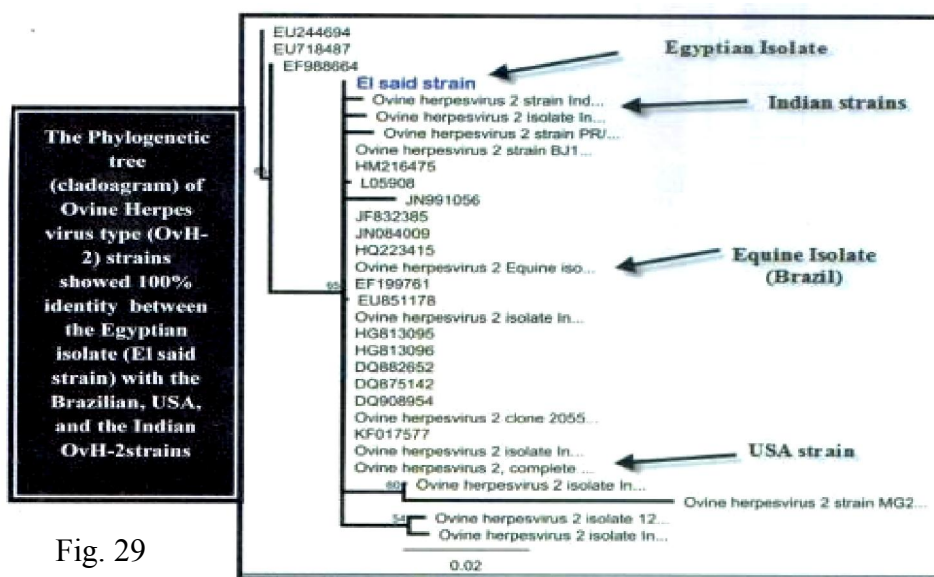 The Phylogenetic
tree
(cladoagram) of
Ovine Herpes
virus type (OvH-
2) strains
showed 100%
identity between
the Egyptian
isolate (El said
strain) with the
Brazilian, USA,
and the Indian
OvH-2strains
Fig. 29
EU244694
EU718487
EF988664
El said strain
Ovine herpesvirus 2 strain Ind...
Ovine herpesvirus 2 isolate In...
Ovine herpesvirus 2 strain PR/...
Ovine herpesvirus 2 strain BJ1...
HM216475
L05908
JN991056
JF832385
JN084009
HQ223415
Ovine herpesvirus 2 Equine iso...
EF199761
EU851178
Ovine herpesvirus 2 isolate In...
HG813095
HG813096
DQ882652
DQ875142
DQ908954
Ovine herpesvirus 2 clone 2055...
KF017577
Ovine herpesvirus 2 isolate In...
Ovine herpesvirus 2, complete ...
Ovine herpesvirus 2 isolate In...
Ovine herpesvirus 2 strain MG2...
Ovine herpesvirus 2 isolate 12...
Ovine herpesvirus 2 isolate In...
95
60
54
0.02
Egyptian Isolate
Indian strains
Equine Isolate
(Brazil)
USA strain